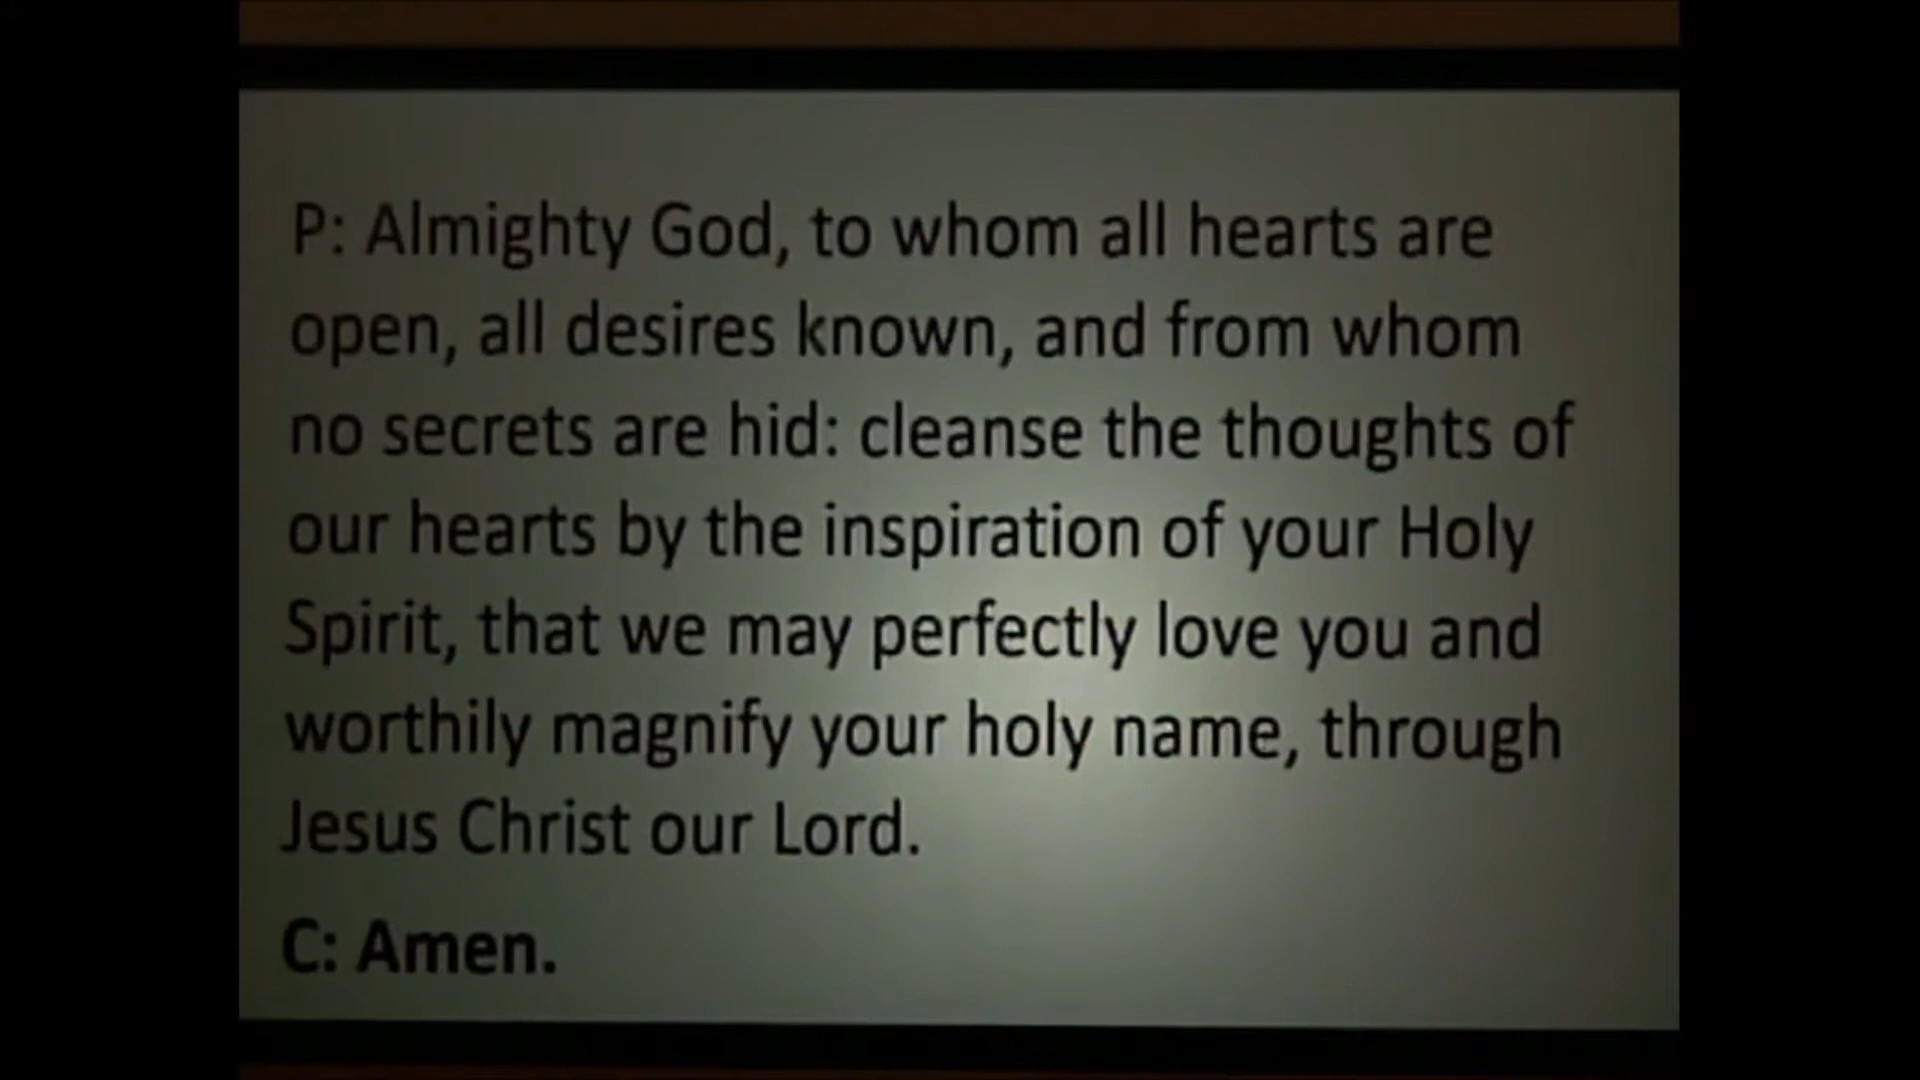 P: Almighty God, to whom all hearts are
open, all desires known, and from whom
no secrets are hid: cleanse the thoughts of
our hearts by the inspiration of your Holy
Spirit, that we may perfectly love you and
worthily magnify your holy name, through
Jesus Christ our Lord.
C: Amen.